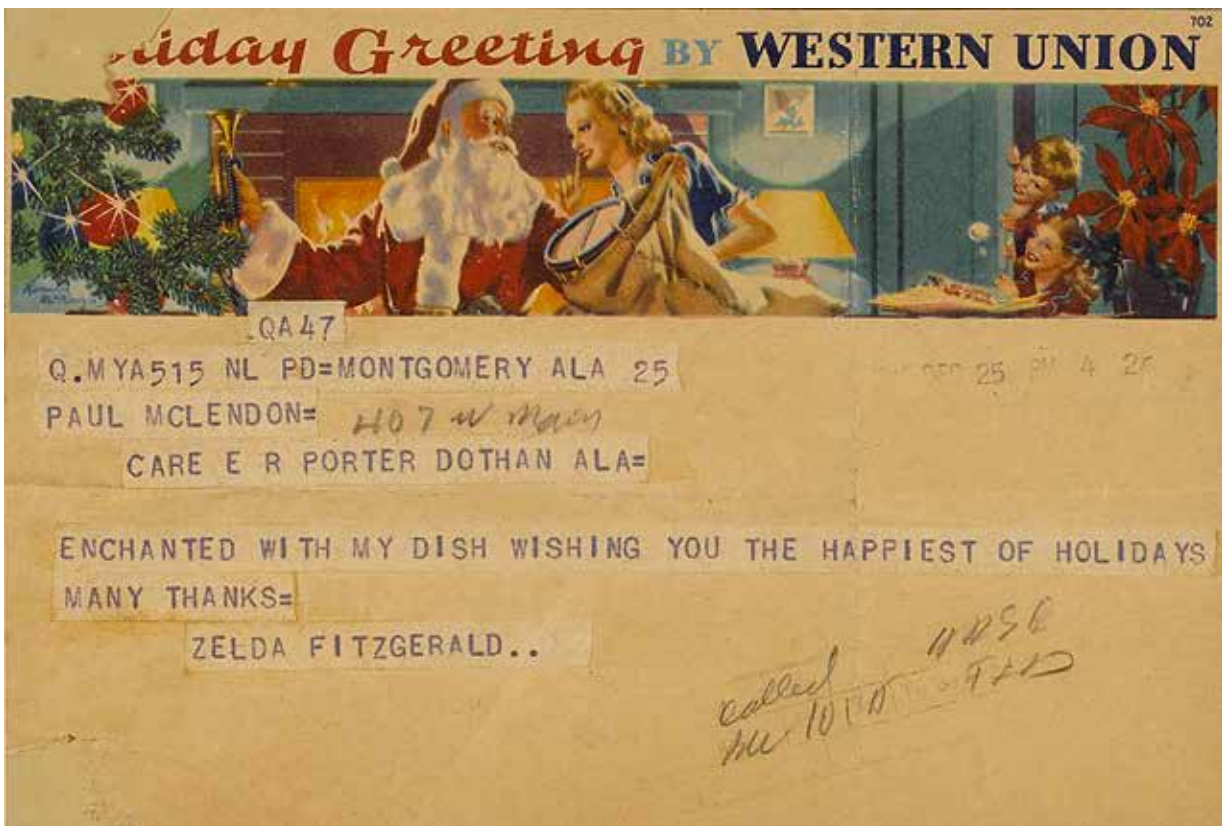 702
liday Greeting BY WESTERN UNION
.QA47
Q.MYA515 NL PD=MONTGOMERY ALA 25
25 PM 4 26
PAUL MCLENDON= 407 W Main
CARE E R PORTER DOTHAN ALA=
ENCHANTED WITH MY DISH WISHING YOU THE HAPPIEST OF HOLIDAYS
MANY THANKS=
ZELDA FITZGERALD..
called